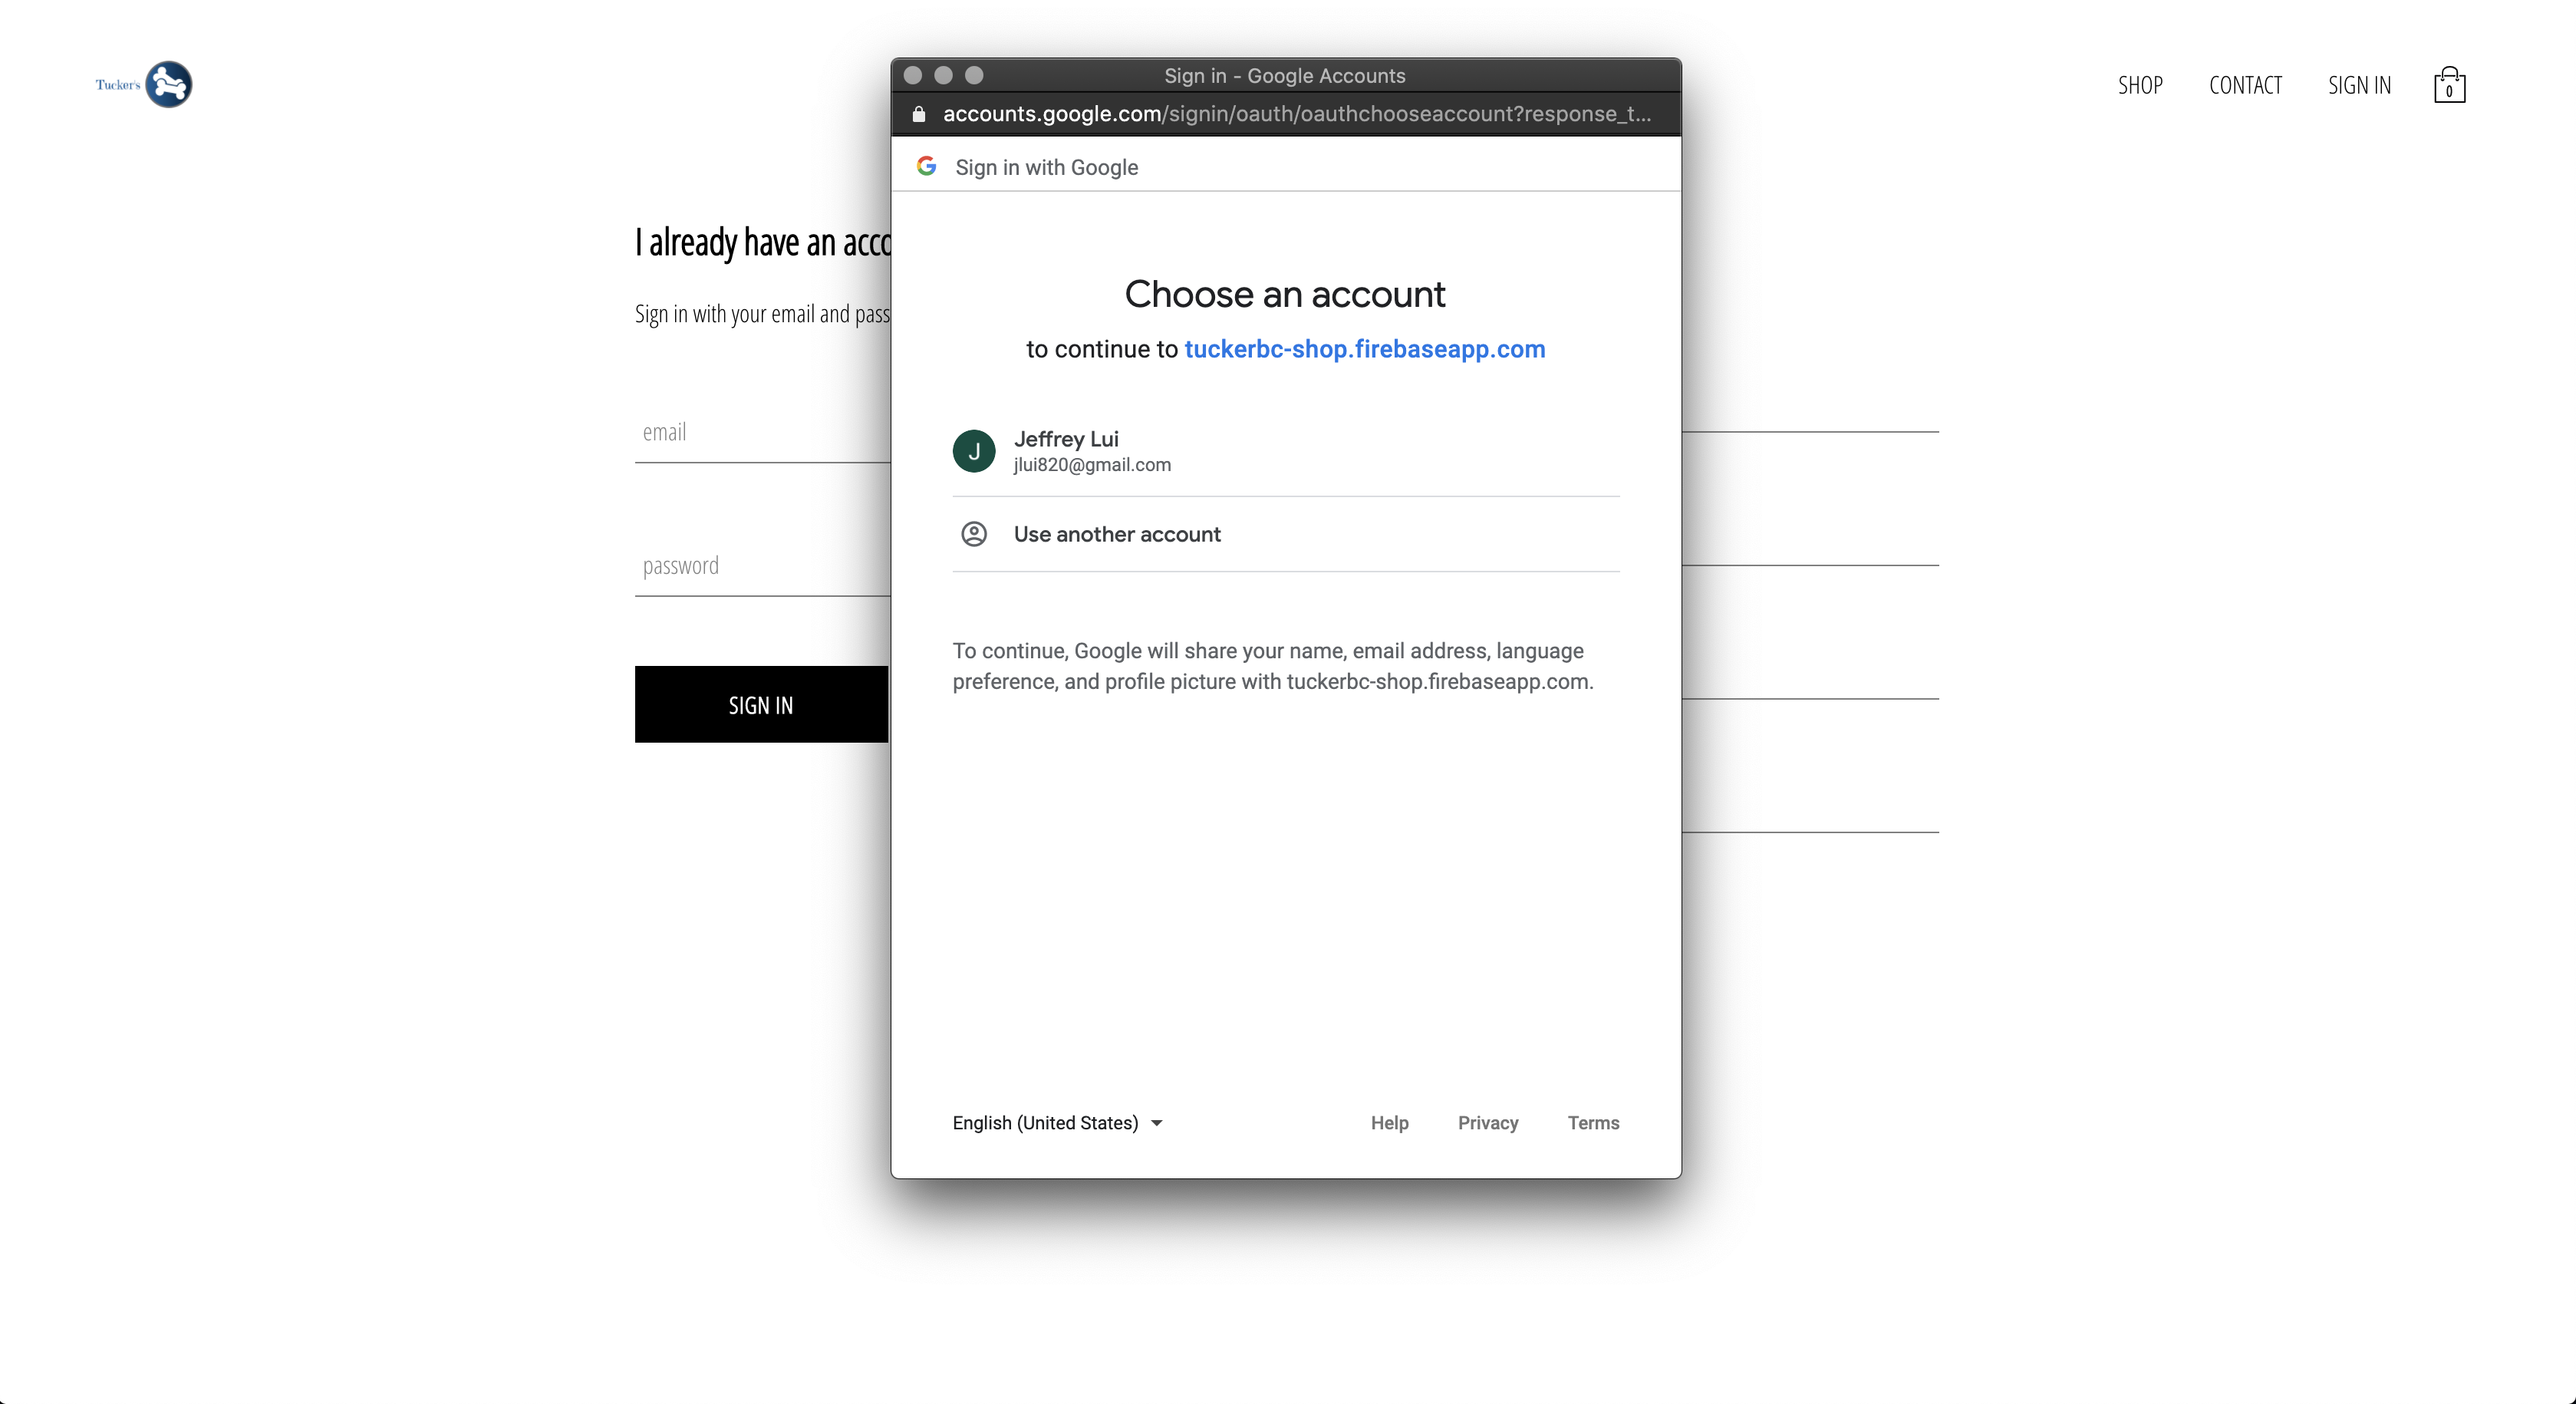 Tucker's
SHOP
CONTACT
SIGN IN
0
I already have an acco
Sign in with your email and pass
email
password
SIGN IN
Sign in - Google Accounts
accounts.google.com/signin/oauth/oauthchooseaccount?response_t...
Sign in with Google
Choose an account
to continue to tuckerbc-shop.firebaseapp.com
J
Jeffrey Lui
jlui820@gmail.com
Use another account
To continue, Google will share your name, email address, language
preference, and profile picture with tuckerbc-shop.firebaseapp.com.
English (United States)
Help
Privacy
Terms